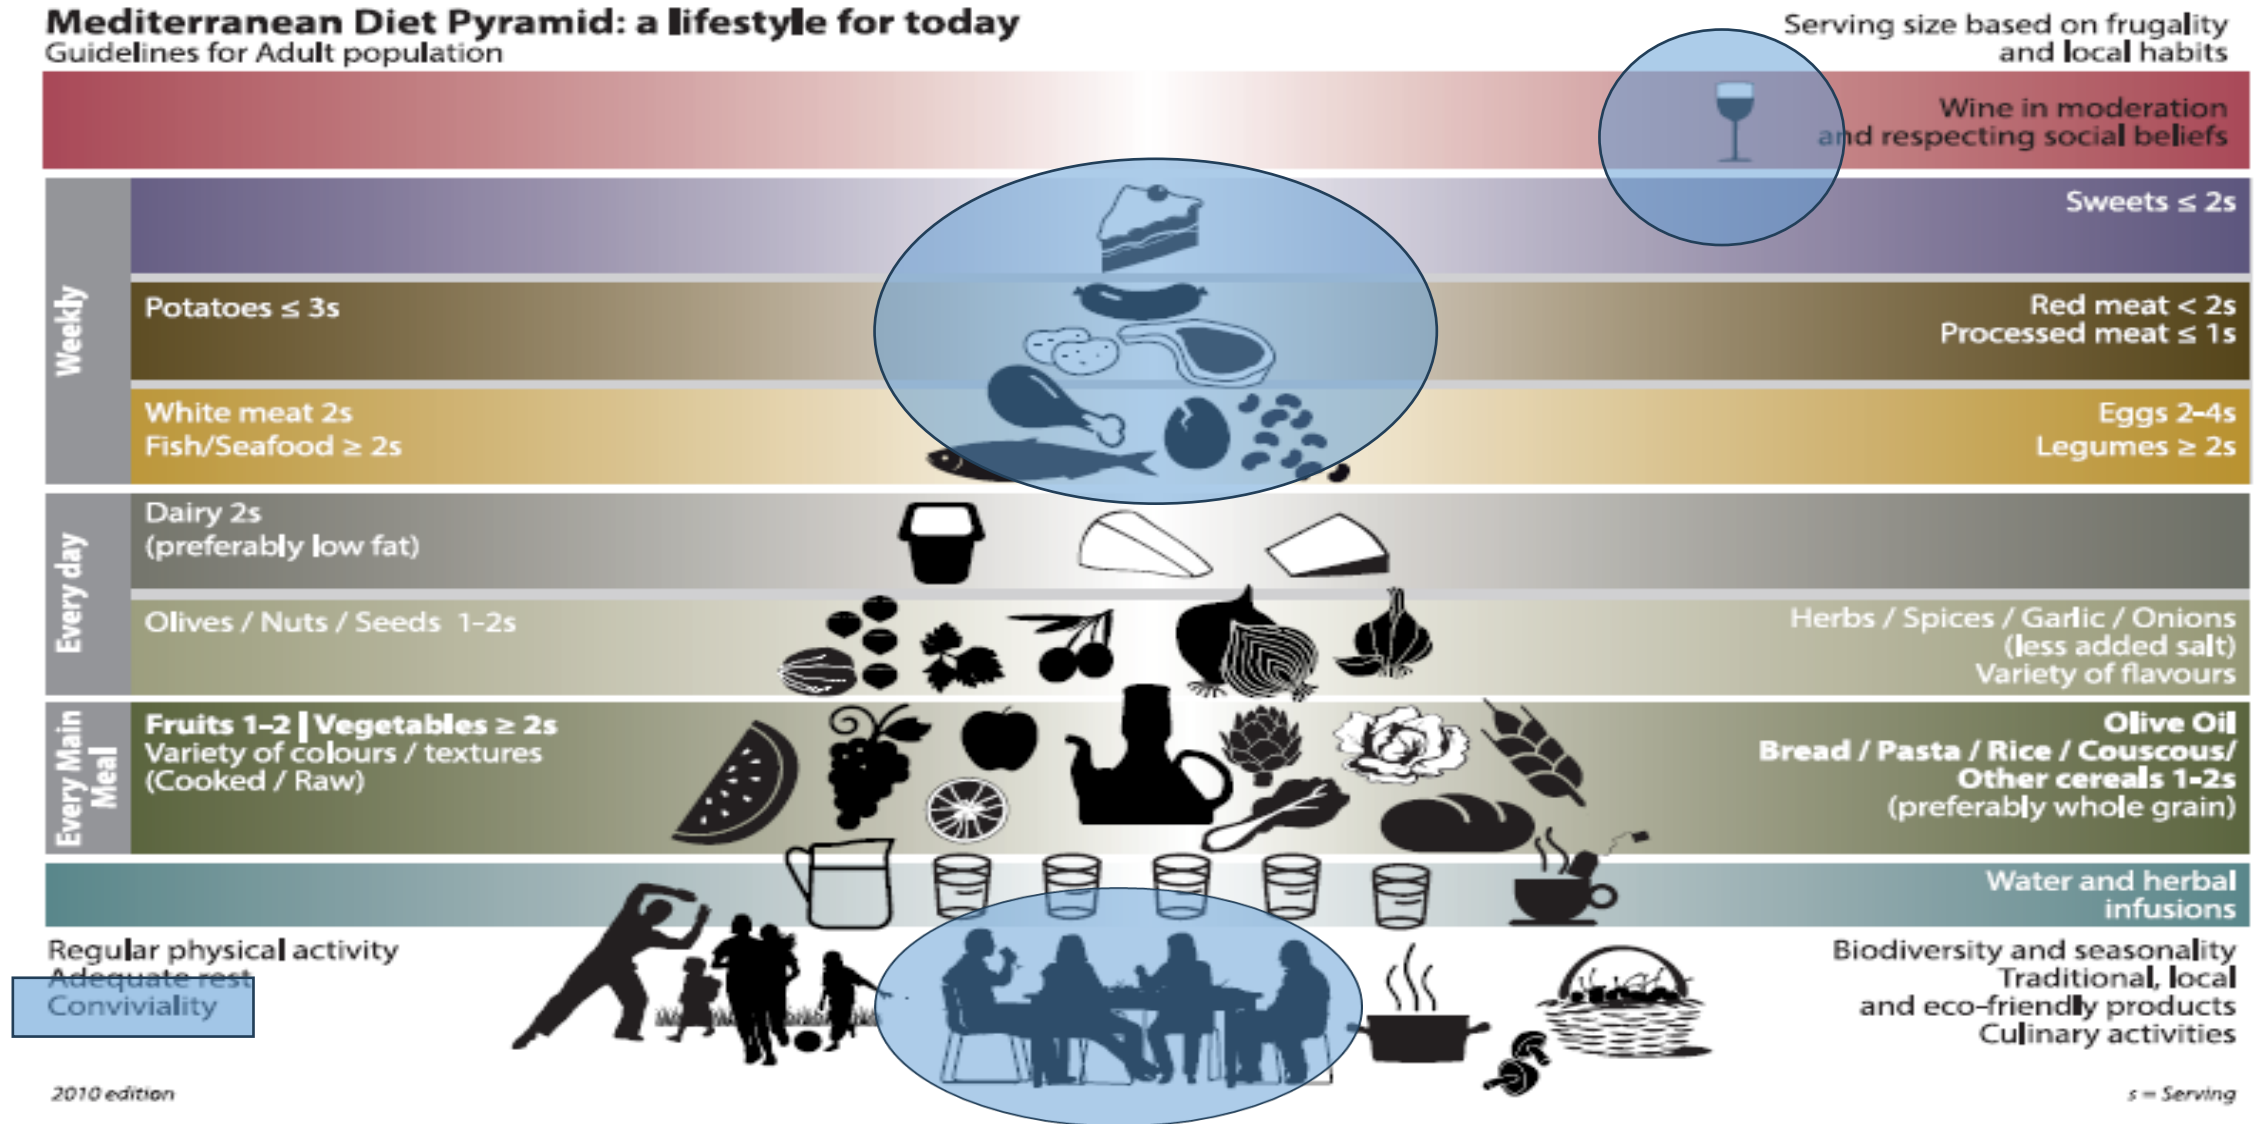 Mediterranean Diet Pyramid: a lifestyle for today
Guidelines for Adult population
Serving size based on frugality
and local habits
Wine in moderation
and respecting social beliefs
Weekly
Sweets ≤ 2s
Potatoes ≤ 3s
Red meat < 2s
Processed meat ≤ 1s
White meat 2s
Fish/Seafood ≥ 2s
Eggs 2–4s
Legumes ≥ 2s
Every day
Dairy 2s
(preferably low fat)
Olives / Nuts / Seeds 1–2s
Herbs / Spices / Garlic / Onions
(less added salt)
Variety of flavours
Every Main
Meal
Fruits 1–2 | Vegetables ≥ 2s
Variety of colours / textures
(Cooked / Raw)
Olive Oil
Bread / Pasta / Rice / Couscous/
Other cereals 1-2s
(preferably whole grain)
Water and herbal
infusions
Regular physical activity
Adequate rest
Conviviality
Biodiversity and seasonality
Traditional, local
and eco-friendly products
Culinary activities
2010 edition
s = Serving